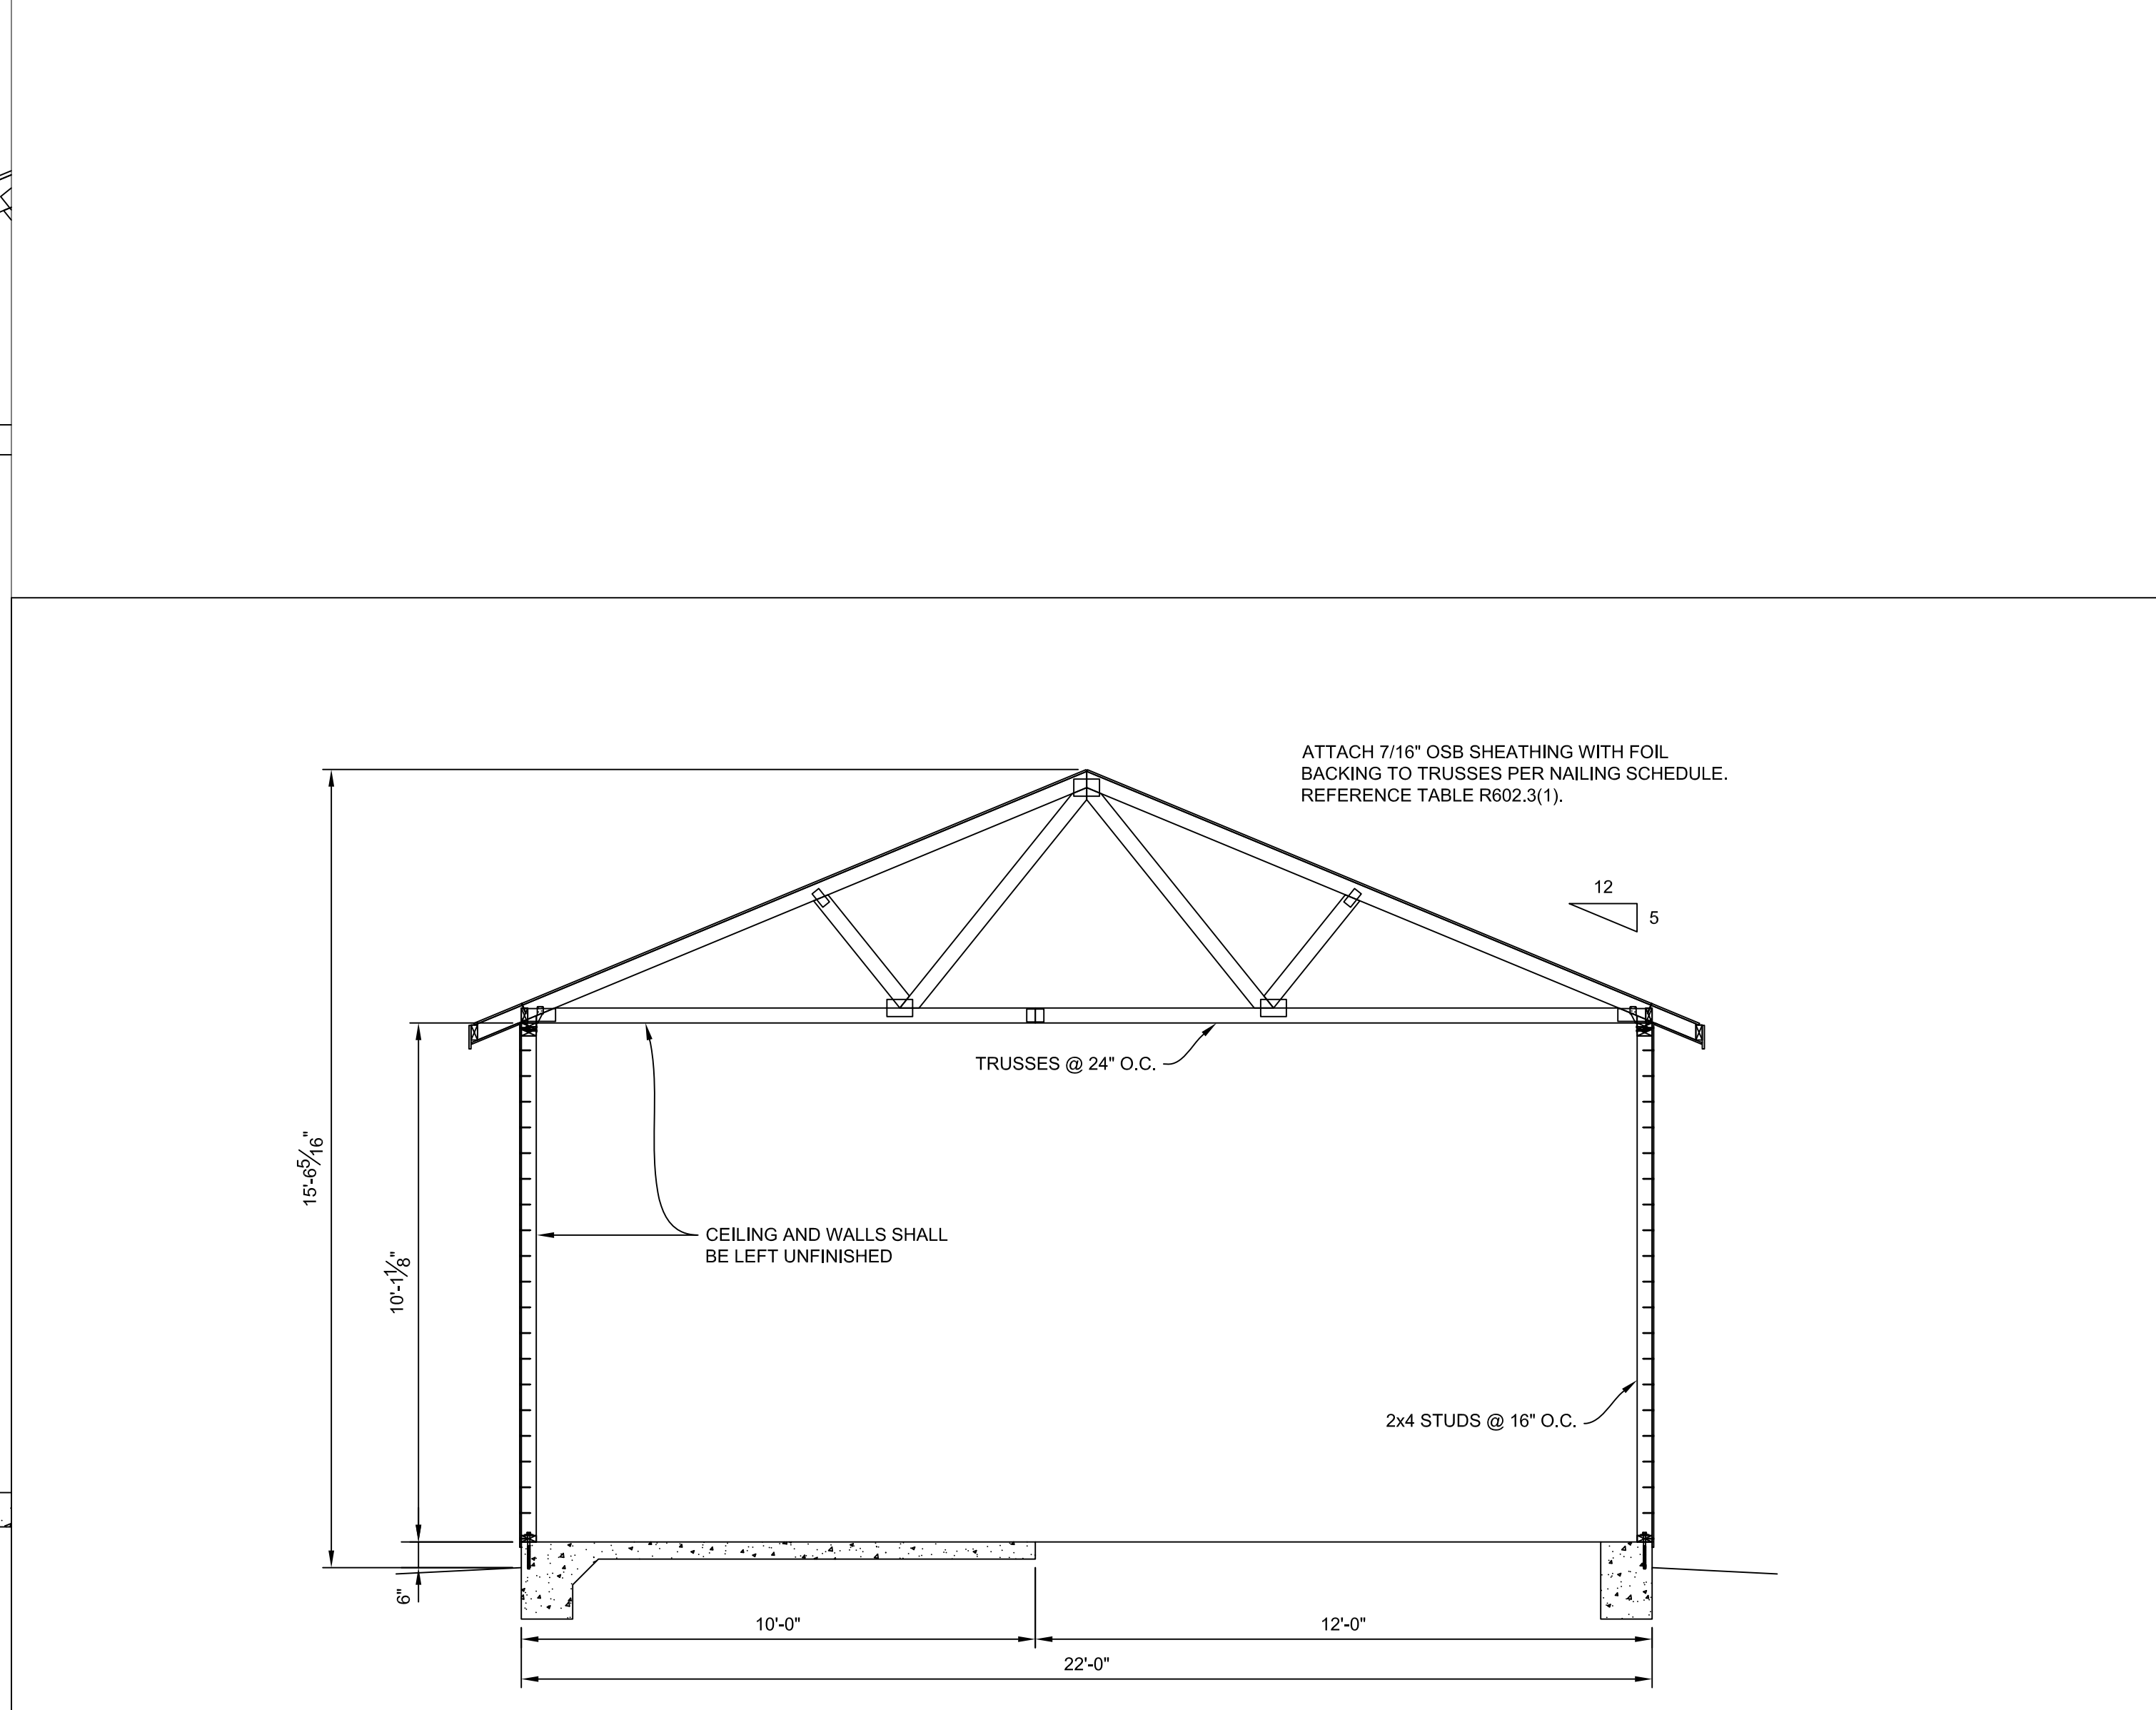 ATTACH 7/16" OSB SHEATHING WITH FOIL
BACKING TO TRUSSES PER NAILING SCHEDULE.
REFERENCE TABLE R602.3(1).
12
5
TRUSSES @ 24" O.C.
15'-6 5/16"
10'-1 1/8"
CEILING AND WALLS SHALL
BE LEFT UNFINISHED
2x4 STUDS @ 16" O.C.
6"
10'-0"
12'-0"
22'-0"